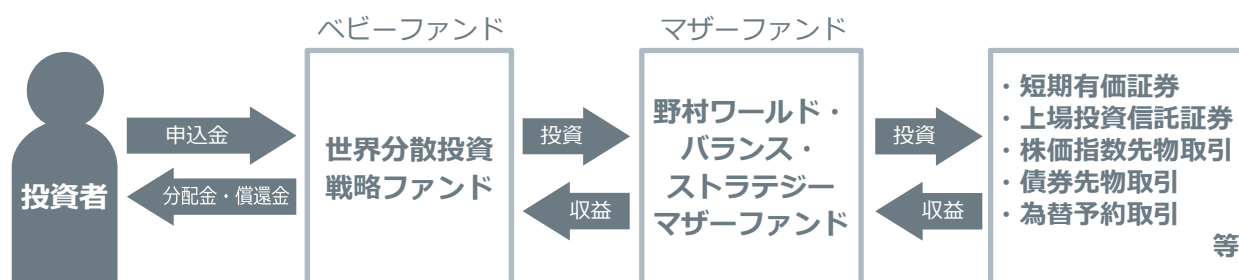 ベビーファンド
マザーファンド
投資者
申込金
分配金・償還金
世界分散投資
戦略ファンド
投資
収益
野村ワールド・
バランス・
ストラテジー
マザーファンド
投資
収益
・短期有価証券
・上場投資信託証券
・株価指数先物取引
・債券先物取引
・為替予約取引
等